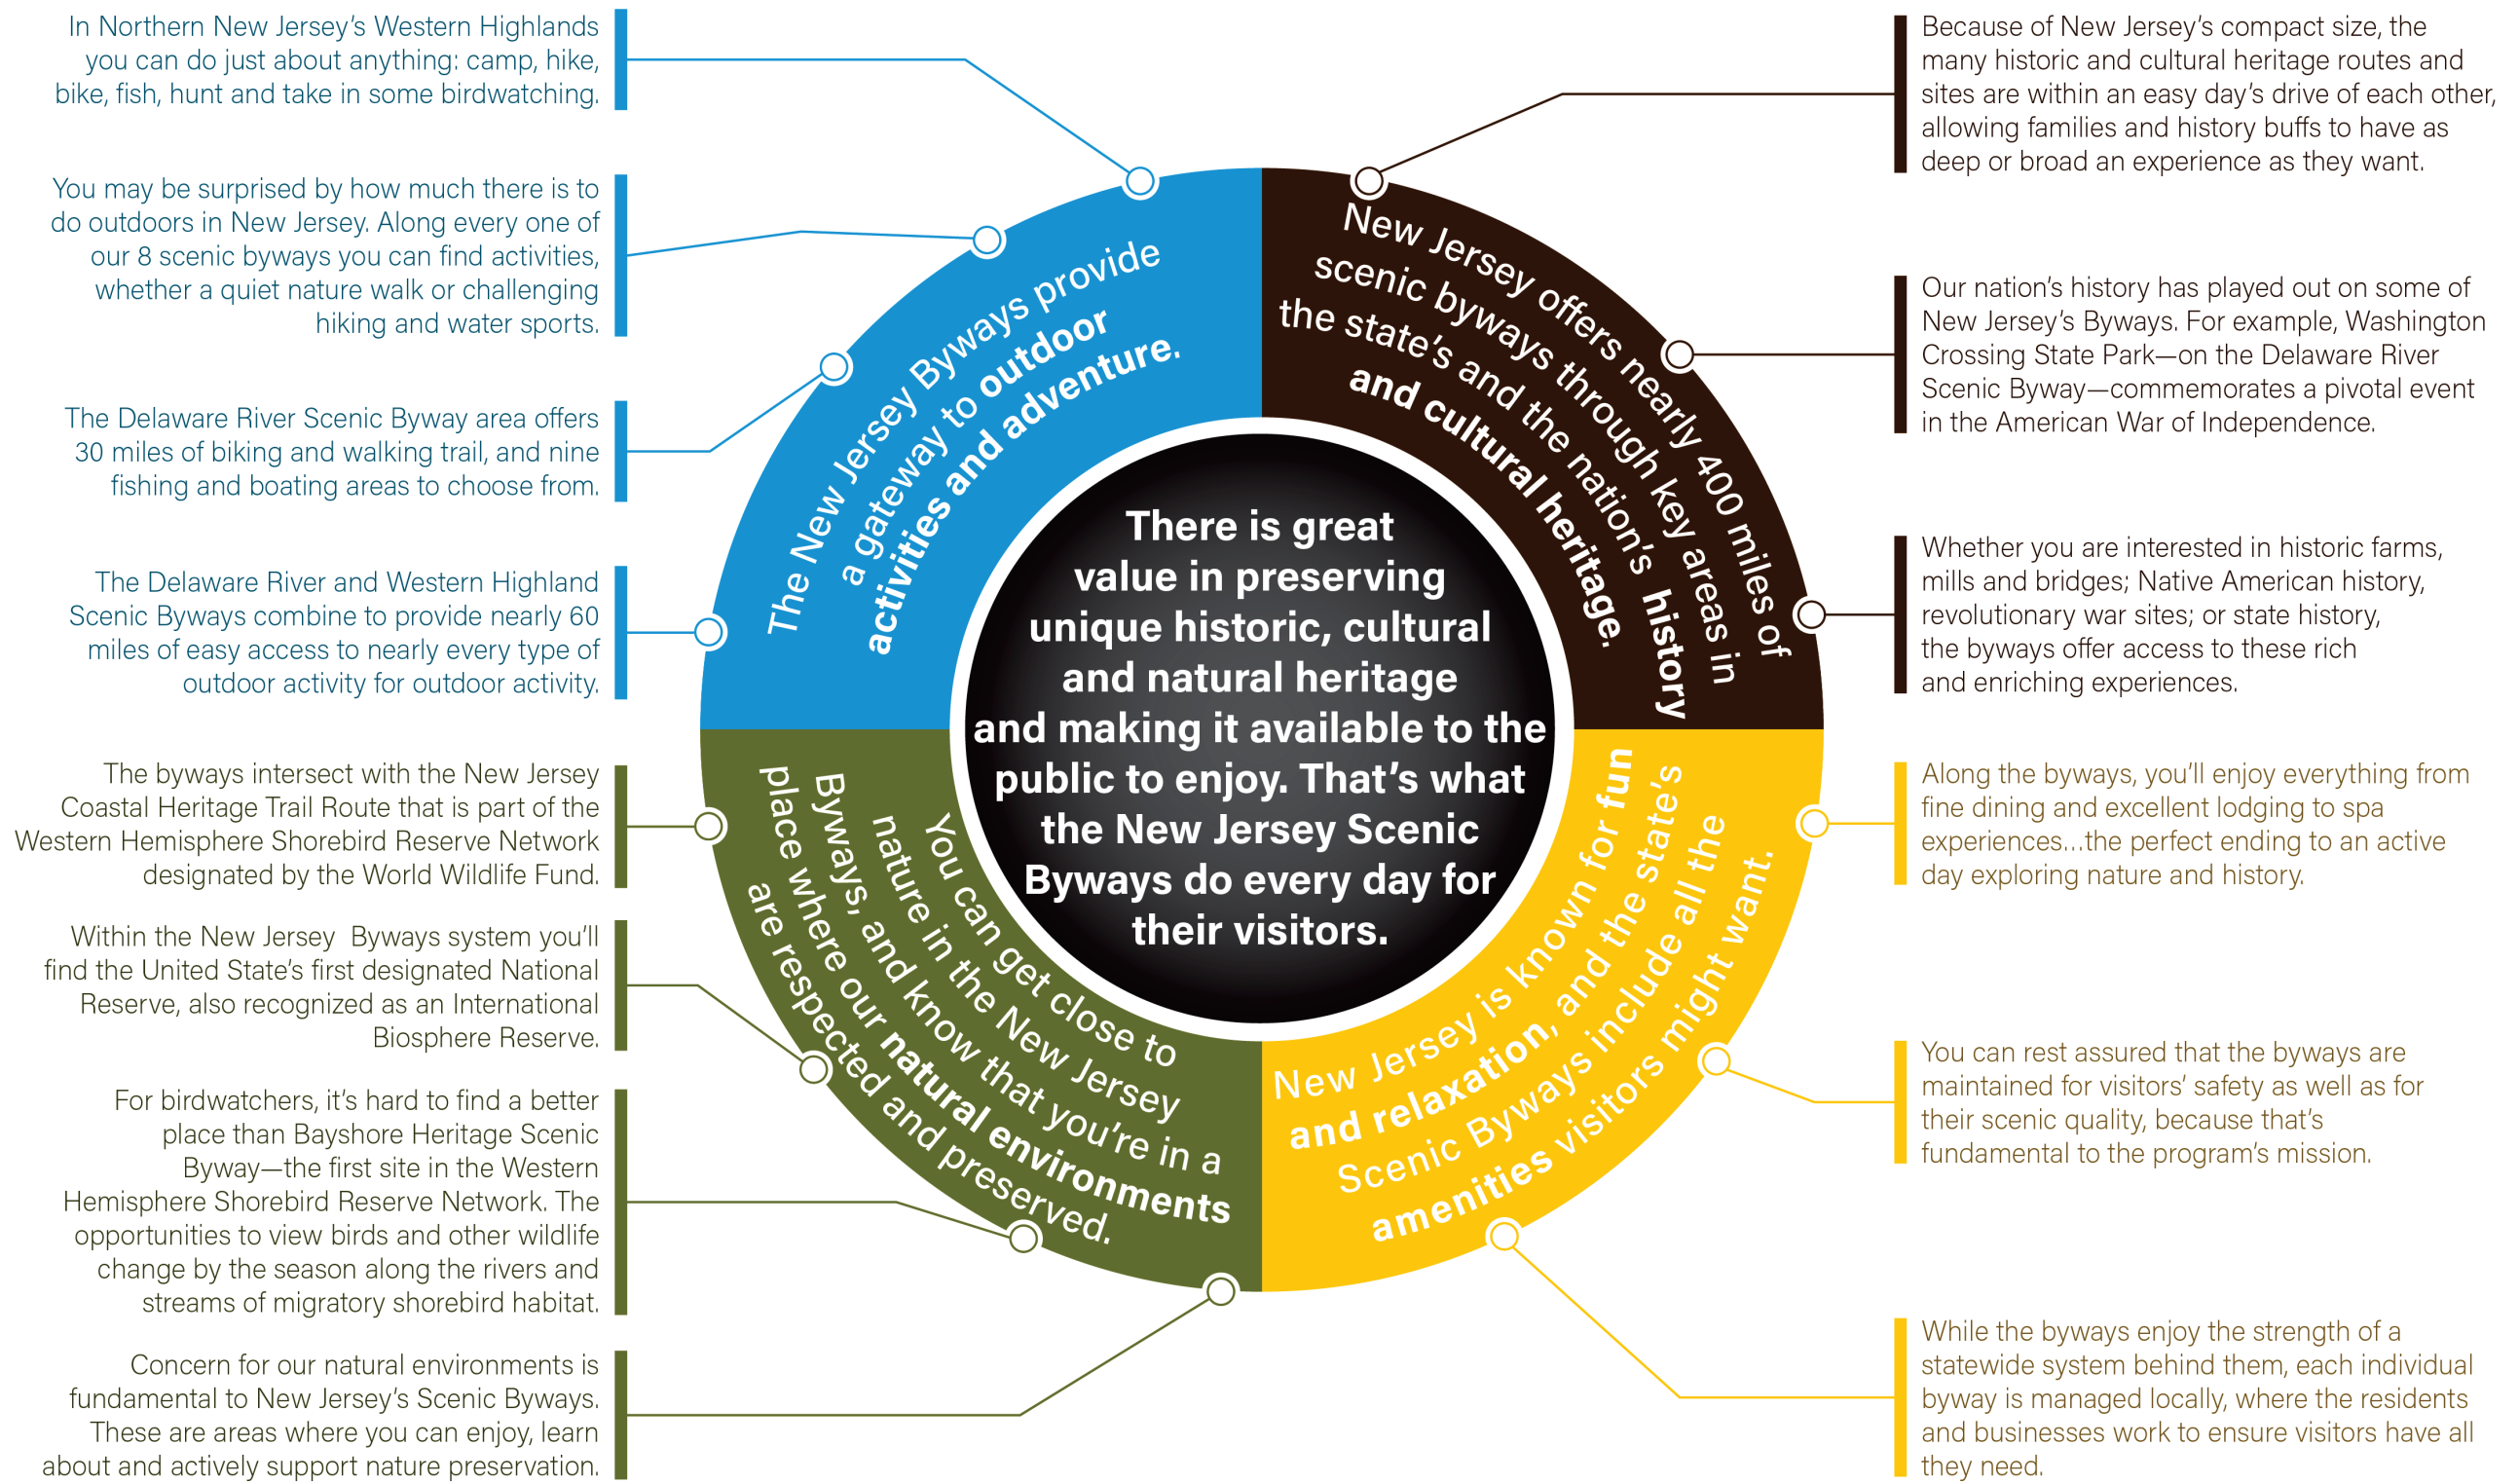 In Northern New Jersey's Western Highlands
you can do just about anything: camp, hike,
bike, fish, hunt and take in some birdwatching.
You may be surprised by how much there is to
do outdoors in New Jersey. Along every one of
our 8 scenic byways you can find activities,
whether a quiet nature walk or challenging
hiking and water sports.
The Delaware River Scenic Byway area offers
30 miles of biking and walking trail, and nine
fishing and boating areas to choose from.
The Delaware River and Western Highland
Scenic Byways combine to provide nearly 60
miles of easy access to nearly every type of
outdoor activity for outdoor activity.
The byways intersect with the New Jersey
Coastal Heritage Trail Route that is part of the
Western Hemisphere Shorebird Reserve Network
designated by the World Wildlife Fund.
Within the New Jersey  Byways system you'll
find the United State's first designated National
Reserve, also recognized as an International
Biosphere Reserve.
For birdwatchers, it's hard to find a better
place than Bayshore Heritage Scenic
Byway—the first site in the Western
Hemisphere Shorebird Reserve Network. The
opportunities to view birds and other wildlife
change by the season along the rivers and
streams of migratory shorebird habitat.
Concern for our natural environments is
fundamental to New Jersey's Scenic Byways.
These are areas where you can enjoy, learn
about and actively support nature preservation.
The New Jersey Byways provide
a gateway to outdoor
activities and adventure.
New Jersey offers nearly 400 miles of
scenic byways through key areas in
the state's and the nation's history
and cultural heritage.
There is great
value in preserving
unique historic, cultural
and natural heritage
and making it available to the
public to enjoy. That's what
the New Jersey Scenic
Byways do every day for
their visitors.
You can get close to
nature in the New Jersey
Byways, and know that you're in a
place where our natural environments
are respected and preserved.
New Jersey is known for fun
and relaxation, and the state's
Scenic Byways include all the
amenities visitors might want.
Because of New Jersey's compact size, the
many historic and cultural heritage routes and
sites are within an easy day's drive of each other,
allowing families and history buffs to have as
deep or broad an experience as they want.
Our nation's history has played out on some of
New Jersey's Byways. For example, Washington
Crossing State Park—on the Delaware River
Scenic Byway—commemorates a pivotal event
in the American War of Independence.
Whether you are interested in historic farms,
mills and bridges; Native American history,
revolutionary war sites; or state history,
the byways offer access to these rich
and enriching experiences.
Along the byways, you'll enjoy everything from
fine dining and excellent lodging to spa
experiences...the perfect ending to an active
day exploring nature and history.
You can rest assured that the byways are
maintained for visitors' safety as well as for
their scenic quality, because that's
fundamental to the program's mission.
While the byways enjoy the strength of a
statewide system behind them, each individual
byway is managed locally, where the residents
and businesses work to ensure visitors have all
they need.